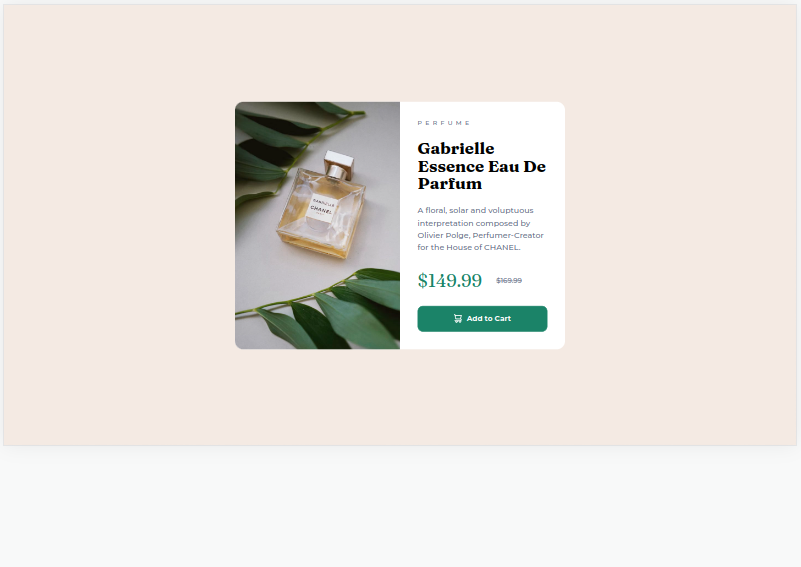 PERFUME
Gabrielle
Essence Eau De
Parfum
A floral, solar and voluptuous
interpretation composed by
Olivier Polge, Perfumer-Creator
for the House of CHANEL.
$149.99 $169.99
Add to Cart
GABRIELLE
CHANEL